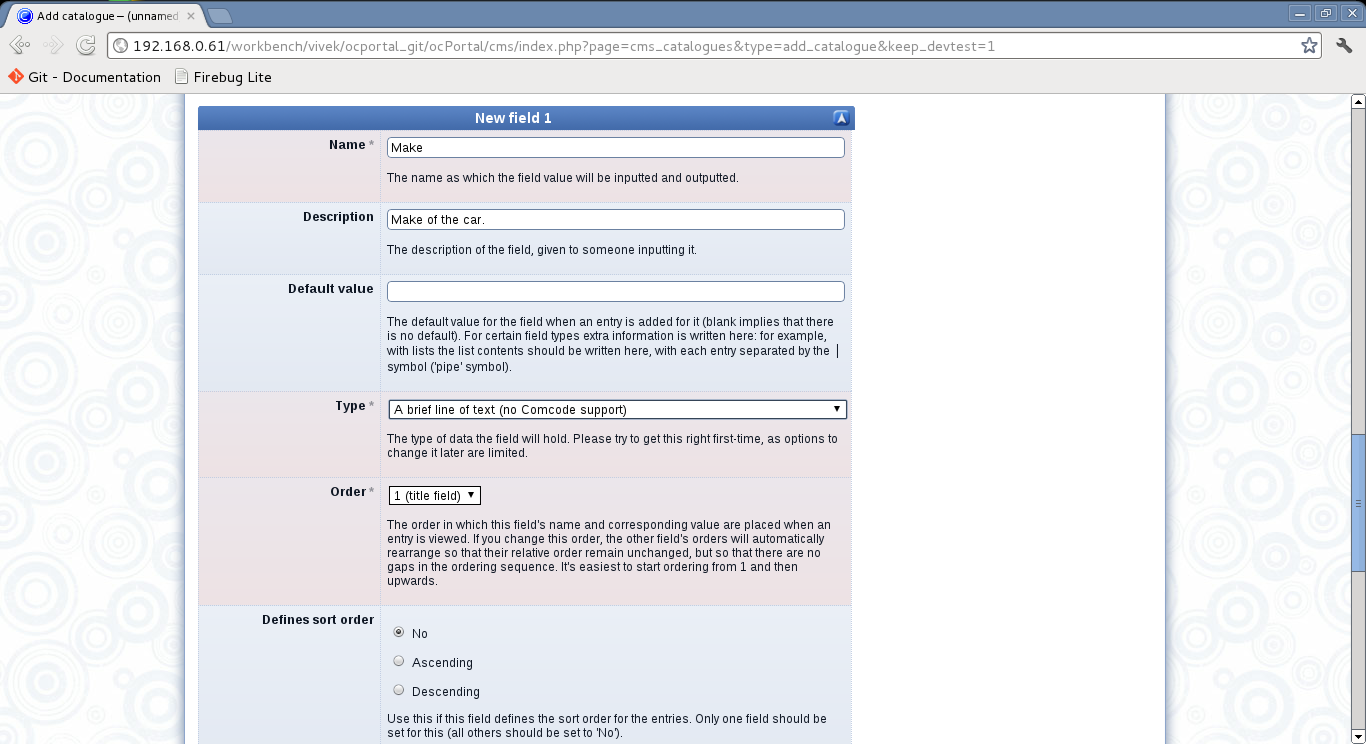 Add catalogue — (unnamed
192.168.0.61/workbench/vivek/ocportal_git/ocPortal/cms/index.php?page=cms_catalogues&type=add_catalogue&keep_devtest=1
Git - Documentation Firebug Lite
New field 1
Name * Make
The name as which the field value will be inputted and outputted.
Description Make of the car.
The description of the field, given to someone inputting it.
Default value
The default value for the field when an entry is added for it (blank implies that there
is no default). For certain field types extra information is written here: for example,
with lists the list contents should be written here, with each entry separated by the |
symbol ('pipe' symbol).
Type * A brief line of text (no Comcode support)
The type of data the field will hold. Please try to get this right first-time, as options to
change it later are limited.
Order * 1 (title field)
The order in which this field's name and corresponding value are placed when an
entry is viewed. If you change this order, the other field's orders will automatically
rearrange so that their relative order remain unchanged, but so that there are no
gaps in the ordering sequence. It's easiest to start ordering from 1 and then
upwards.
Defines sort order
No
Ascending
Descending
Use this if this field defines the sort order for the entries. Only one field should be
set for this (all others should be set to 'No').